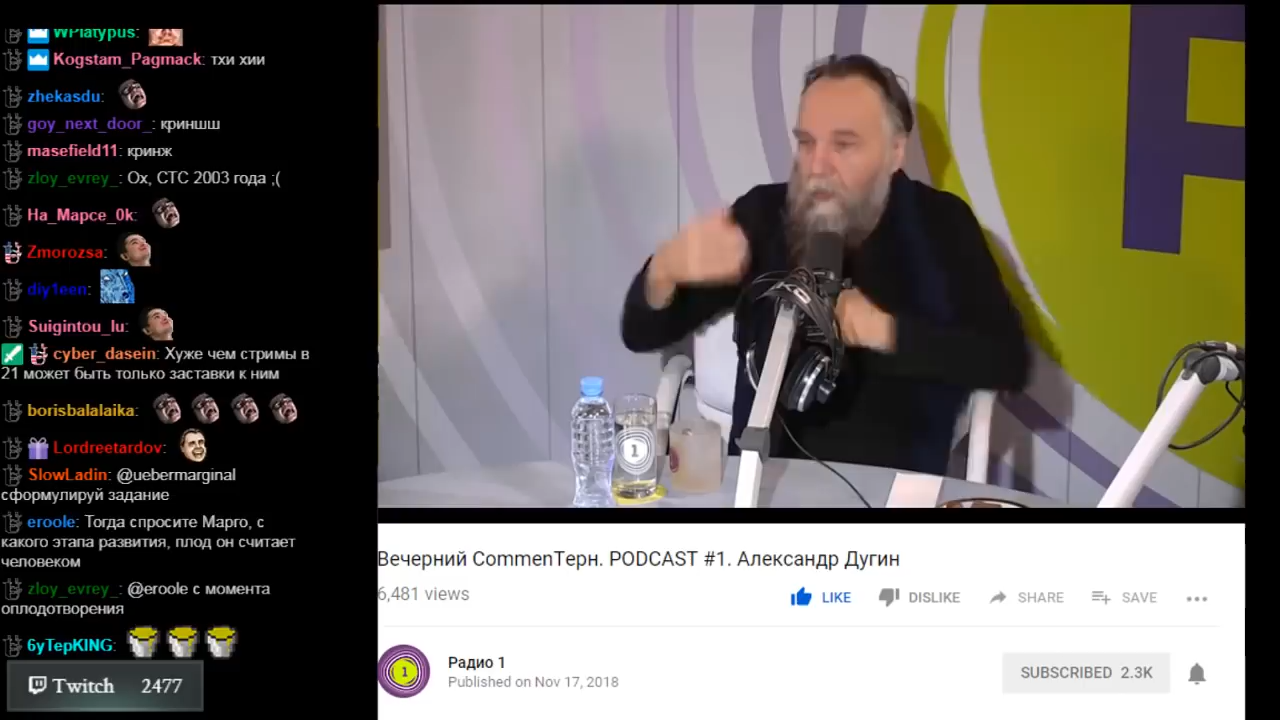 WPlatypus:
Kogstam_Pagmack: тхи хии
zhekasdu:
goy_next_door_: криншш
masefield11: кринж
zloy_evrey_: Ох, СТС 2003 года ;(
На_Марсе_0k:
Zmorozsa:
diy1een:
Suigintou_lu:
cyber_dasein: Хуже чем стримы в
21 может быть только заставки к ним
borisbalalaika:
Lordreetardov:
SlowLadin: @uebermarginal
сформулируй задание
eroole: Тогда спросите Марго, с
какого этапа развития, плод он считает
человеком
zloy_evrey_: @eroole с момента
оплодотворения
6yTepKING:
Twitch 2477
1
Вечерний CommenТерн. PODCAST #1. Александр Дугин
6,481 views
LIKE DISLIKE SHARE SAVE
1
Радио 1
Published on Nov 17, 2018
SUBSCRIBED 2.3K